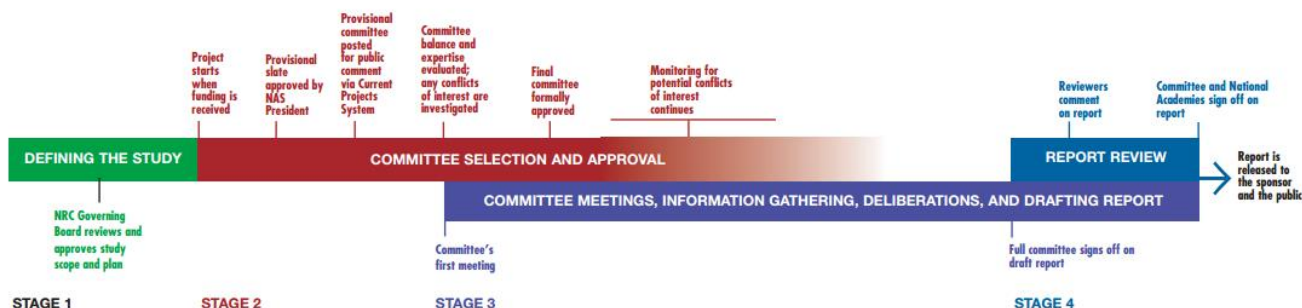 Project
starts
when
funding is
received
Provisional
slate
approved by
NAS
President
Provisional
committee
posted
for public
comment
via Current
Projects
System
Committee
balance and
expertise
evaluated;
any conflicts
of interest are
investigated
Final
committee
formally
approved
Monitoring for
potential conflicts
of interest
continues
Reviewers
comment
on report
Committee and National
Academies sign off on
report
DEFINING THE STUDY
COMMITTEE SELECTION AND APPROVAL
REPORT REVIEW
Report is
released to
the sponsor
and the public
COMMITTEE MEETINGS, INFORMATION GATHERING, DELIBERATIONS, AND DRAFTING REPORT
NRC Governing
Board reviews and
approves study
scope and plan
Committee's
first meeting
Full committee signs off on
draft report
STAGE 1
STAGE 2
STAGE 3
STAGE 4